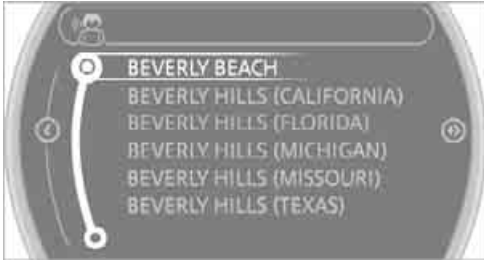 BEVERLY BEACH
BEVERLY HILLS (CALIFORNIA)
BEVERLY HILLS (FLORIDA)
BEVERLY HILLS (MICHIGAN)
BEVERLY HILLS (MISSOURI)
BEVERLY HILLS (TEXAS)